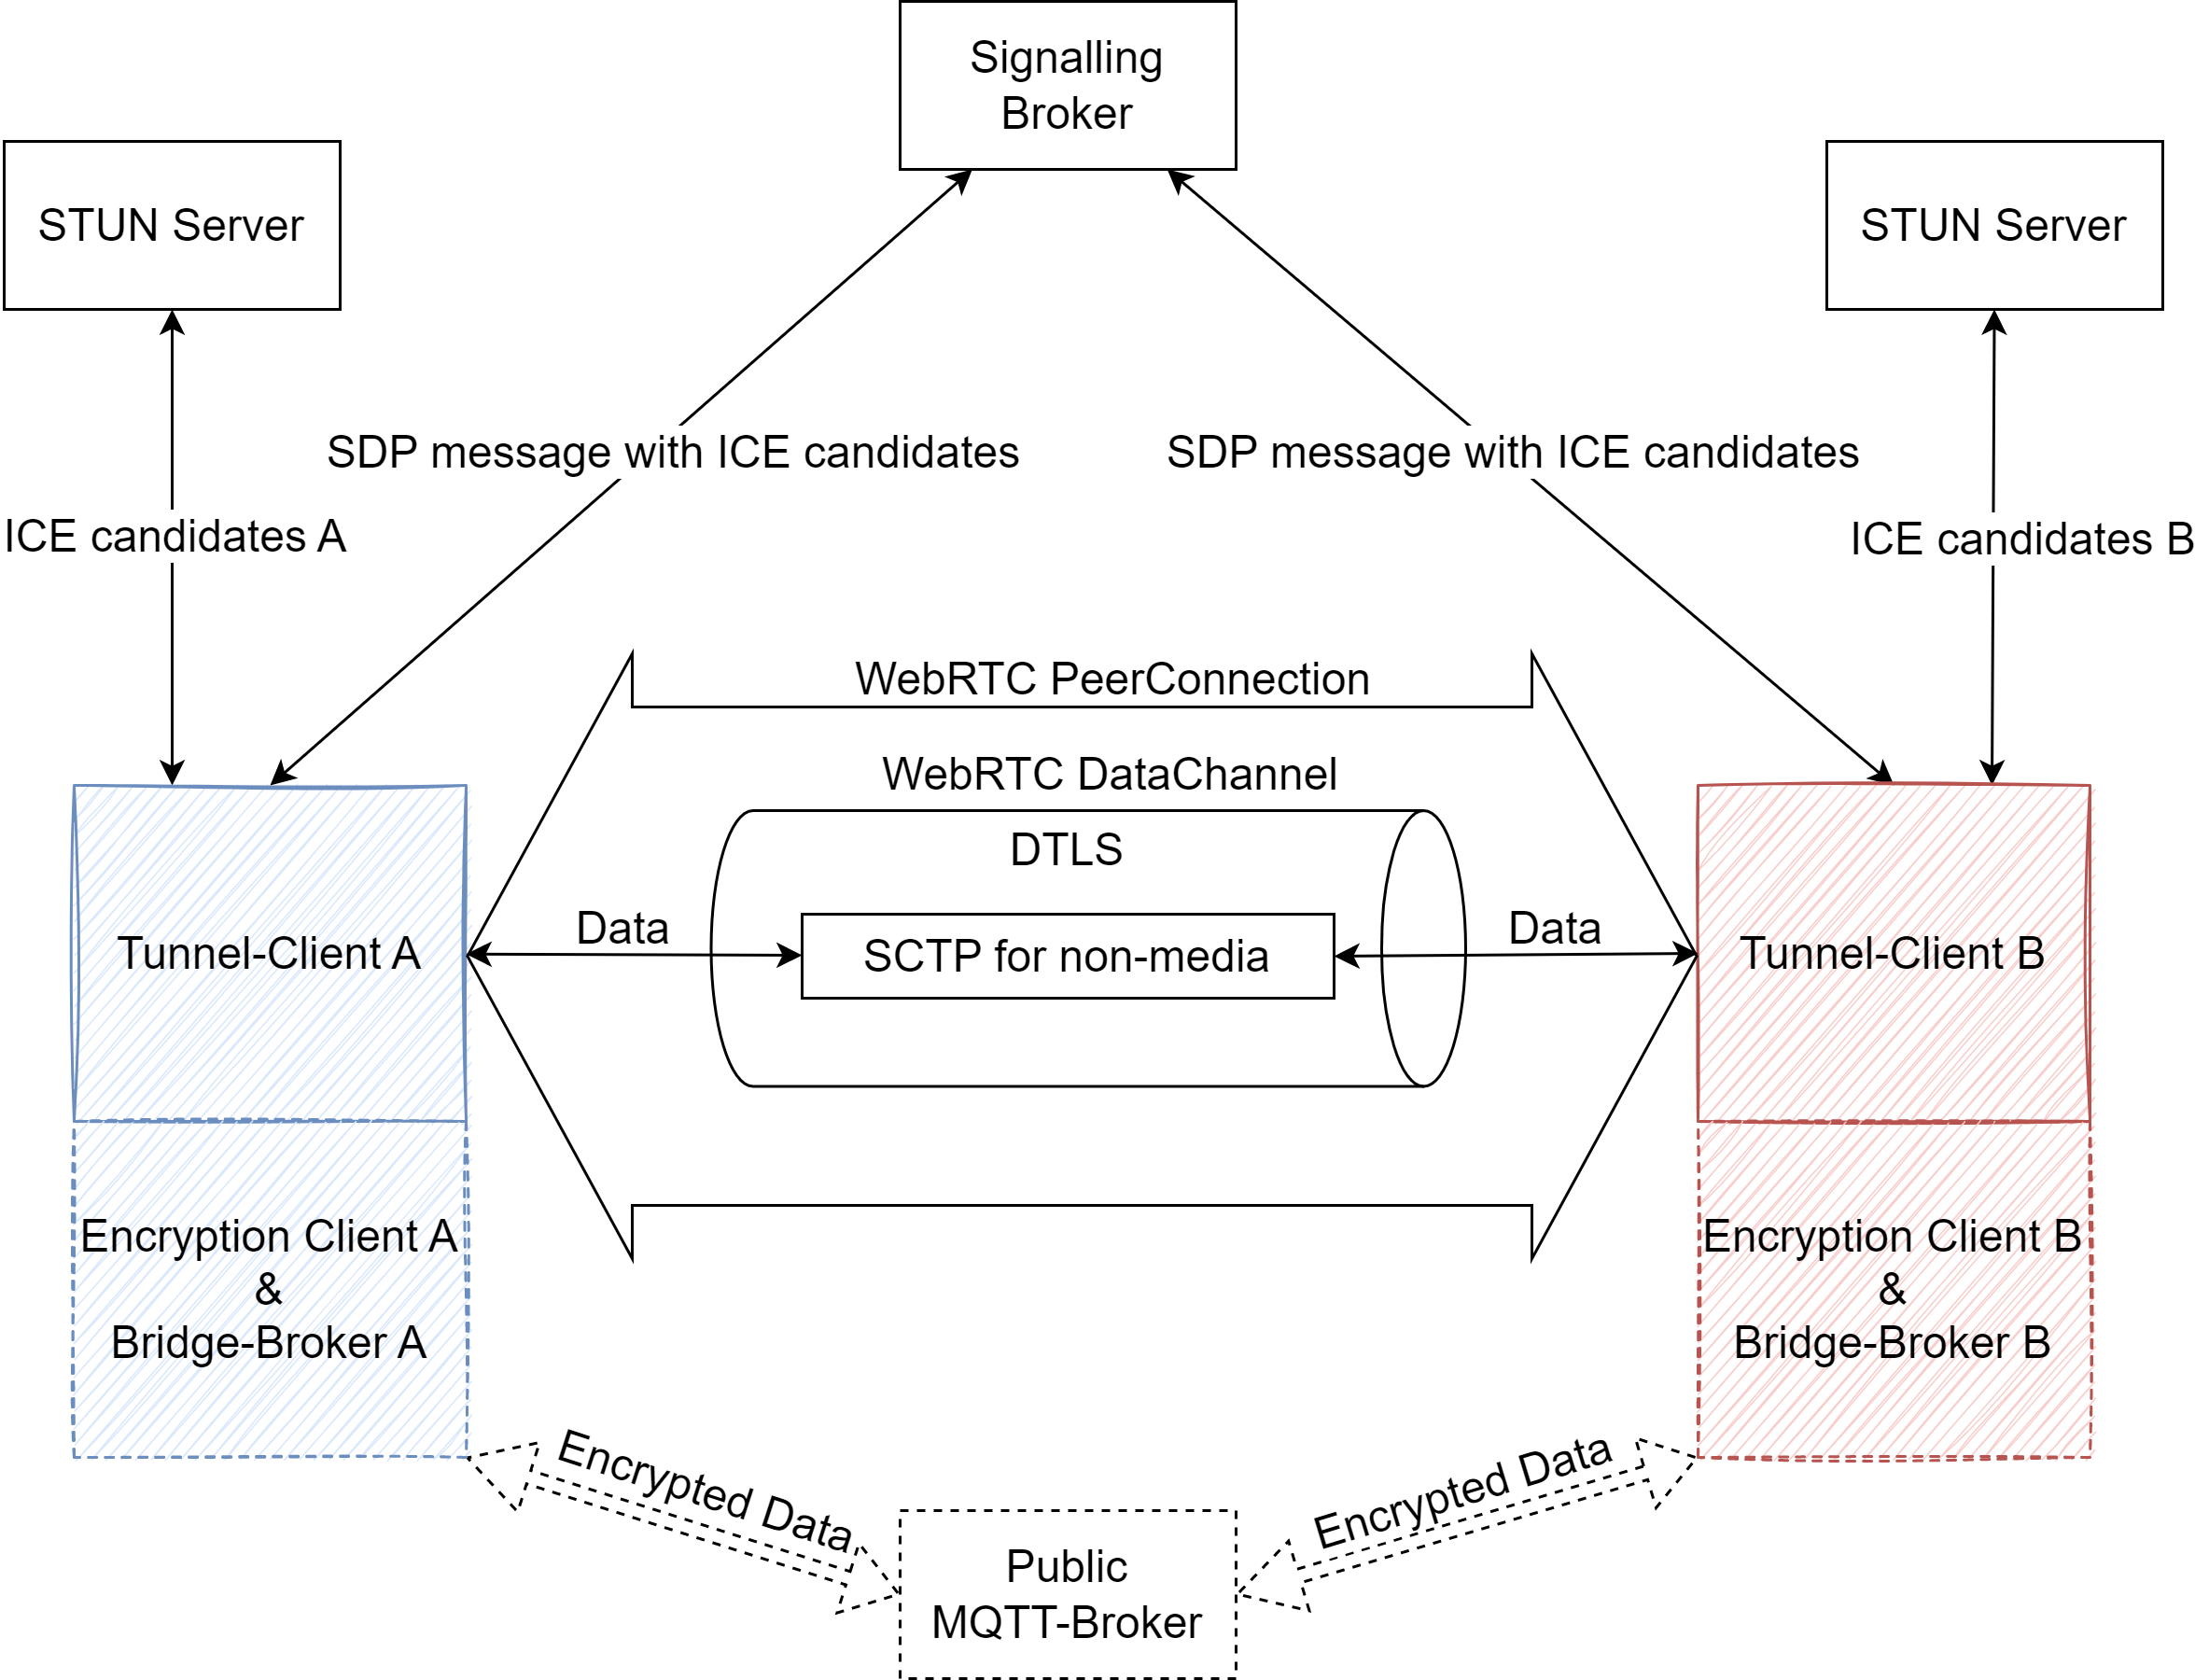 Signalling
Broker
STUN Server
STUN Server
SDP message with ICE candidates
SDP message with ICE candidates
ICE candidates A
ICE candidates B
WebRTC PeerConnection
WebRTC DataChannel
DTLS
Data
Data
SCTP for non-media
Tunnel-Client A
Tunnel-Client B
Encryption Client A
&
Bridge-Broker A
Encryption Client B
&
Bridge-Broker B
Encrypted Data
Encrypted Data
Public
MQTT-Broker